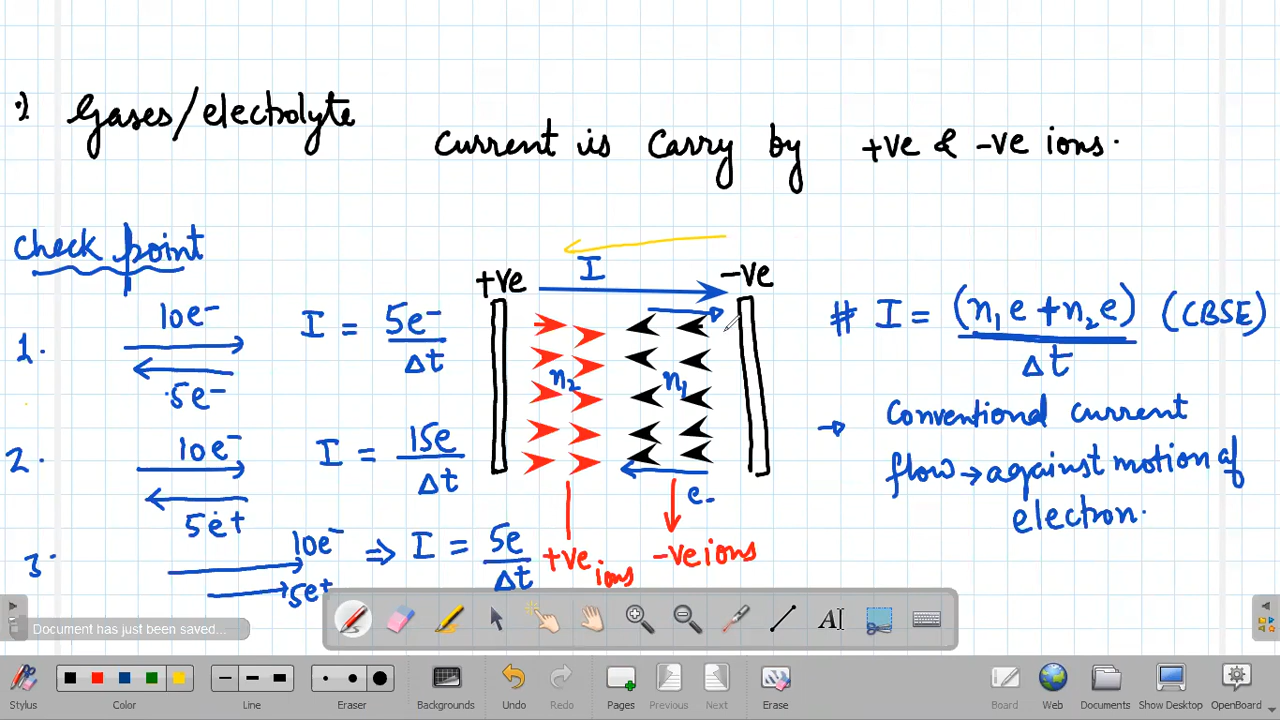 ·) Gases/electrolyte
Current is Carry by +ve & -ve ions.
Check point
1. 10e- I = 5e-/Δt
5e-
2. 10e- I = 15e/Δt
5e+
3. 10e- ⇒ I = 5e/Δt
5e+
+ve I -ve
n2 n1
e-
+ve ions -ve ions
# I = (n1e + n2e)/Δt (CBSE)
→ Conventional current
flow → against motion of
electron.
Document has just been saved...
Stylus Color Line Eraser Backgrounds Undo Redo Pages Previous Next Erase Board Web Documents Show Desktop OpenBoard